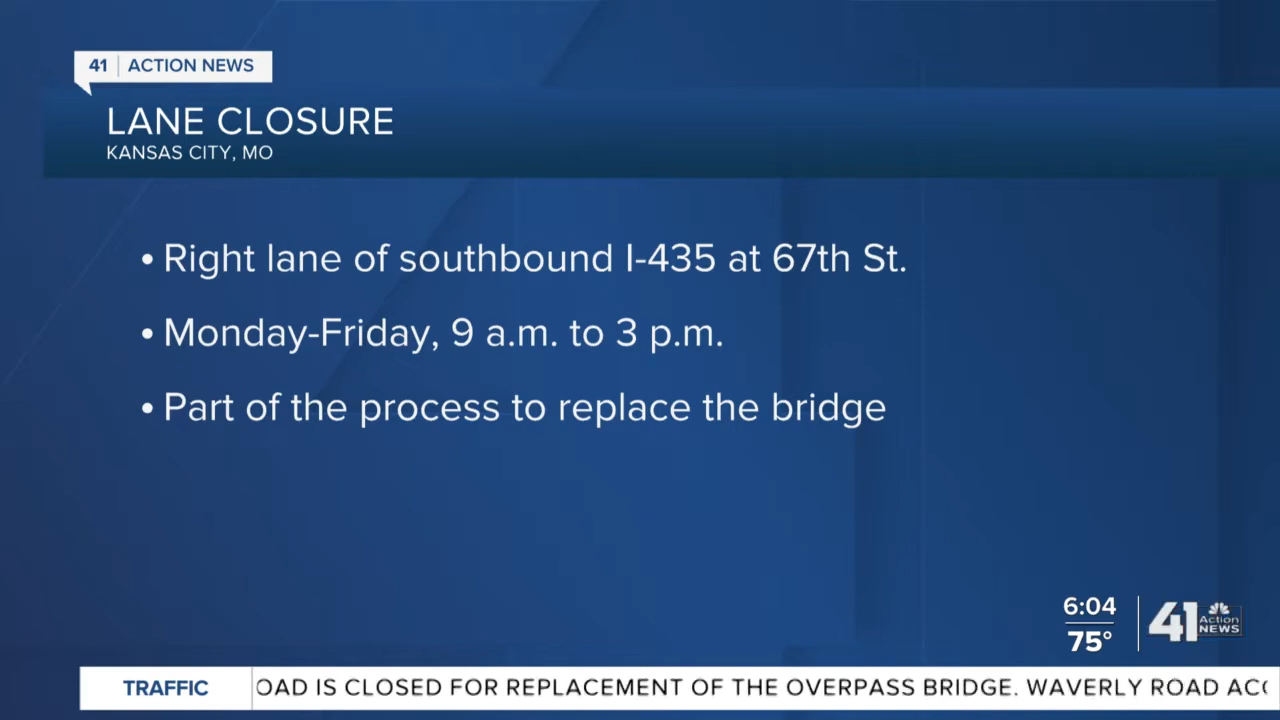 41 ACTION NEWS
LANE CLOSURE
KANSAS CITY, MO
• Right lane of southbound I-435 at 67th St.
• Monday-Friday, 9 a.m. to 3 p.m.
• Part of the process to replace the bridge
6:04
75°
41 Action NEWS
TRAFFIC
IS CLOSED FOR REPLACEMENT OF THE OVERPASS BRIDGE. WAVERLY ROAD